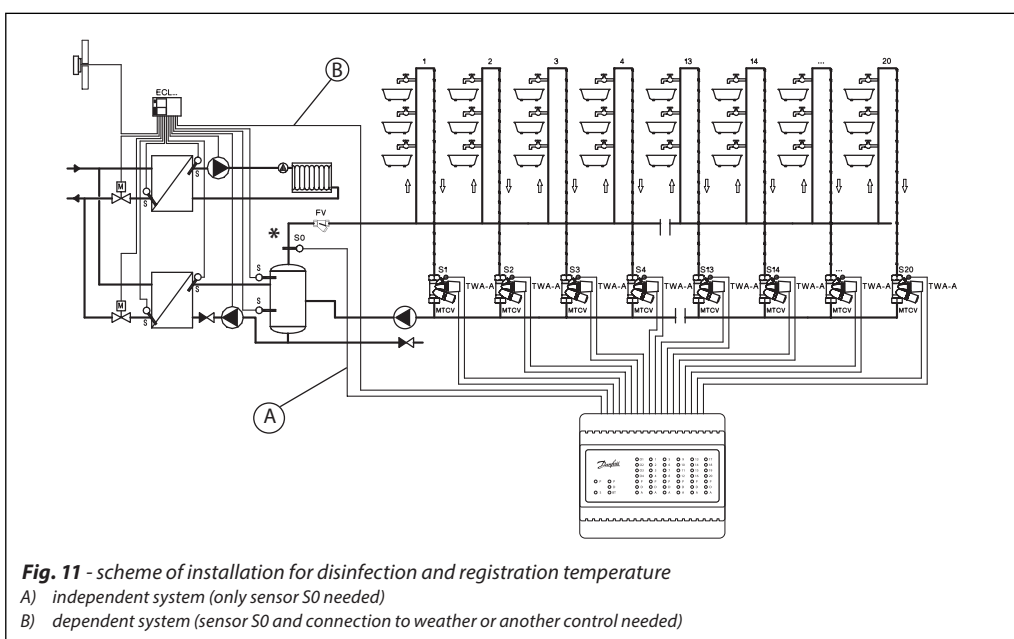 B
1 2 3 4 13 14 ... 20
ECL...
M
S
S
FV
* S0
S
M
S
S
S
S1 TWA-A S2 TWA-A S3 TWA-A S4 TWA-A S13 TWA-A S14 TWA-A ... TWA-A S20 TWA-A
MTCV MTCV MTCV MTCV MTCV MTCV MTCV MTCV
A
Danfoss
Fig. 11 - scheme of installation for disinfection and registration temperature
A) independent system (only sensor S0 needed)
B) dependent system (sensor S0 and connection to weather or another control needed)